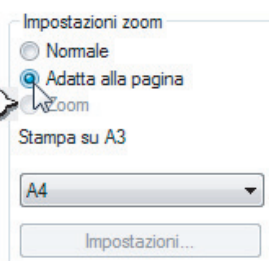 Impostazioni zoom
Normale
Adatta alla pagina
Zoom
Stampa su A3
A4
Impostazioni...